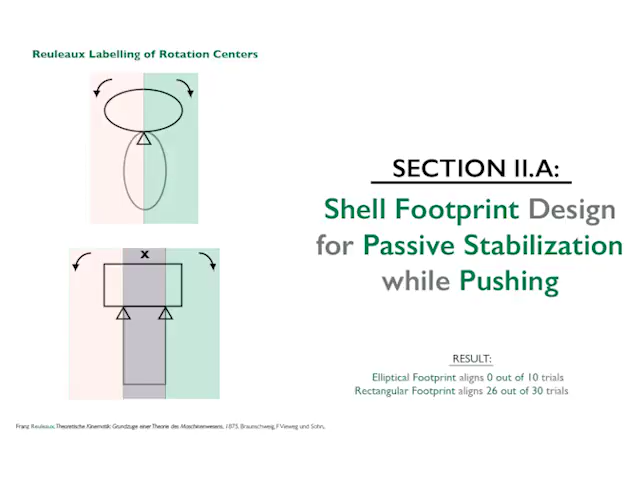 Reuleaux Labelling of Rotation Centers
x
SECTION II.A:
Shell Footprint Design
for Passive Stabilization
while Pushing
RESULT:
Elliptical Footprint aligns 0 out of 10 trials
Rectangular Footprint aligns 26 out of 30 trials
Franz Reuleaux. Theoretische Kinematik: Grundzuge einer Theorie des Maschinenwesens. 1875. Braunschweig, F. Vieweg und Sohn,.